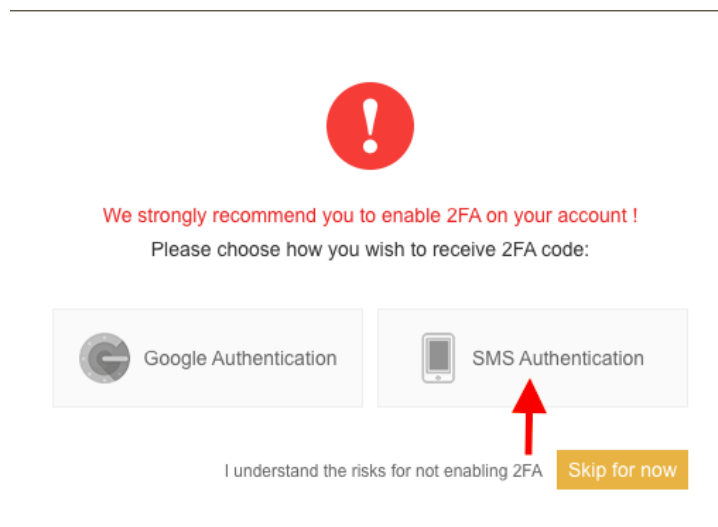 We strongly recommend you to enable 2FA on your account !
Please choose how you wish to receive 2FA code:
Google Authentication
SMS Authentication
I understand the risks for not enabling 2FA
Skip for now